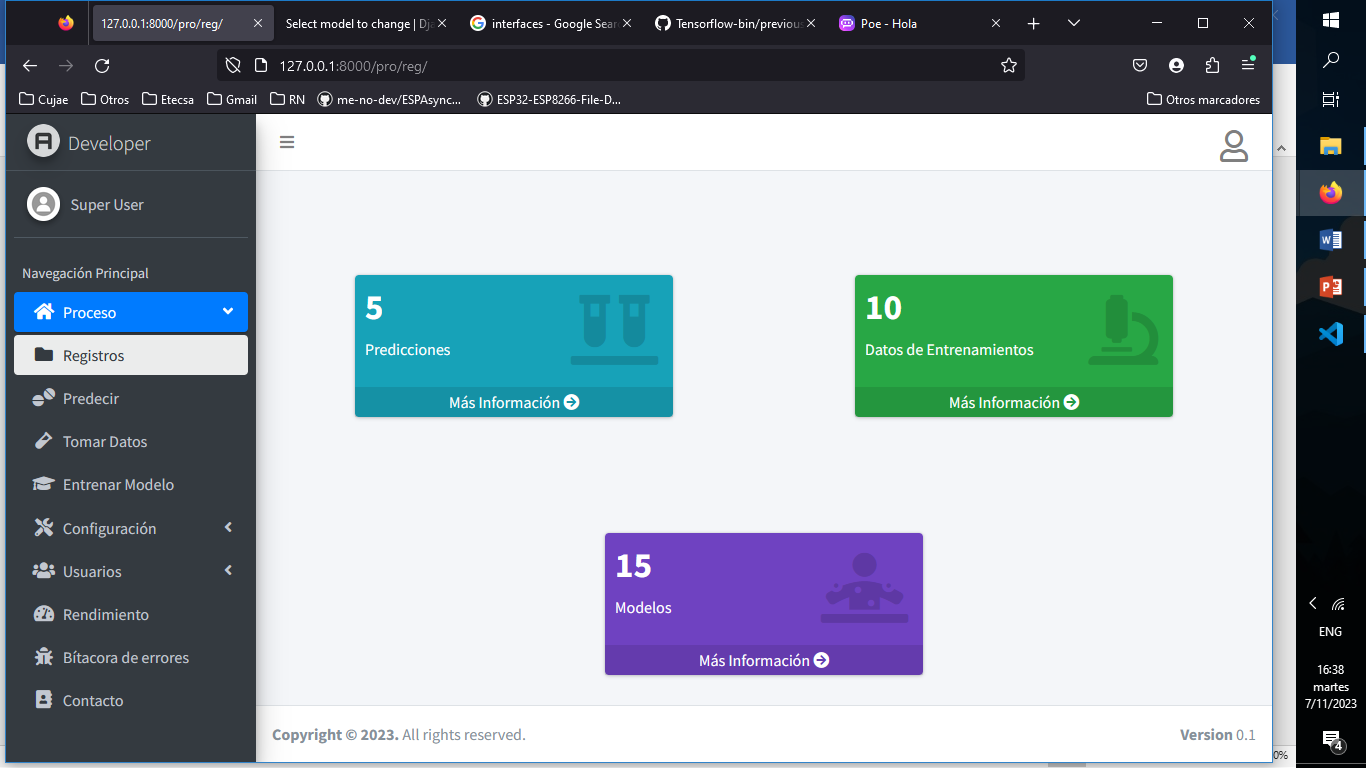 127.0.0.1:8000/pro/reg/
Select model to change | Dja
interfaces - Google Sear
Tensorflow-bin/previous
Poe - Hola
127.0.0.1:8000/pro/reg/
Cujae
Otros
Etecsa
Gmail
RN
me-no-dev/ESPAsync...
ESP32-ESP8266-File-D...
Otros marcadores
Developer
Super User
Navegación Principal
Proceso
Registros
Predecir
Tomar Datos
Entrenar Modelo
Configuración
Usuarios
Rendimiento
Bítacora de errores
Contacto
5
Predicciones
Más Información
10
Datos de Entrenamientos
Más Información
15
Modelos
Más Información
Copyright © 2023. All rights reserved.
Version 0.1
ENG
16:38
martes
7/11/2023
4
0%